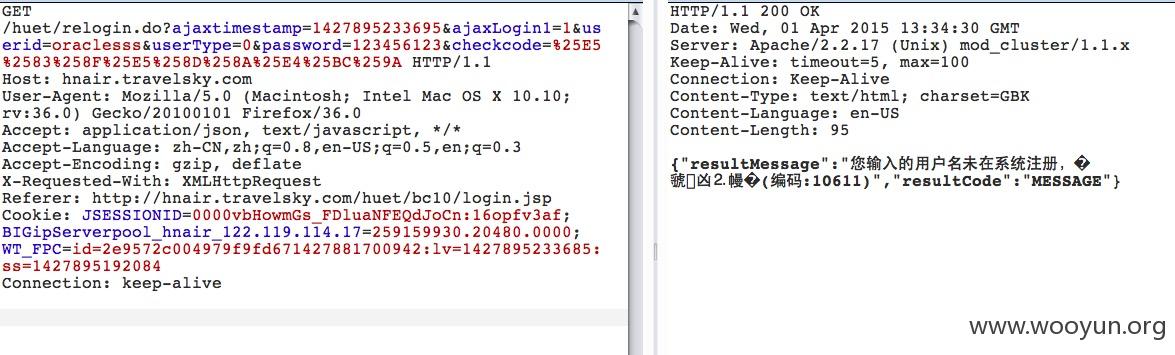 GET
/huet/relogin.do?ajaxtimestamp=1427895233695&ajaxLogin1=1&us
erid=oraclesss&userType=0&password=123456123&checkcode=%25E5
%2583%258F%25E5%258D%258A%25E4%25BC%259A HTTP/1.1
Host: hnair.travelsky.com
User-Agent: Mozilla/5.0 (Macintosh; Intel Mac OS X 10.10;
rv:36.0) Gecko/20100101 Firefox/36.0
Accept: application/json, text/javascript, */*
Accept-Language: zh-CN,zh;q=0.8,en-US;q=0.5,en;q=0.3
Accept-Encoding: gzip, deflate
X-Requested-With: XMLHttpRequest
Referer: http://hnair.travelsky.com/huet/bc10/login.jsp
Cookie: JSESSIONID=0000vbHowmGs_FDluaNFEQdJoCn:16opfv3af;
BIGipServerpool_hnair_122.119.114.17=259159930.20480.0000;
WT_FPC=id=2e9572c004979f9fd671427881700942:lv=1427895233685:
ss=1427895192084
Connection: keep-alive
HTTP/1.1 200 OK
Date: Wed, 01 Apr 2015 13:34:30 GMT
Server: Apache/2.2.17 (Unix) mod_cluster/1.1.x
Keep-Alive: timeout=5, max=100
Connection: Keep-Alive
Content-Type: text/html; charset=GBK
Content-Language: en-US
Content-Length: 95
{"resultMessage":"您输入的用户名未在系统注册，�
號▯凶⒉幔�(编码:10611)","resultCode":"MESSAGE"}
www.wooyun.org